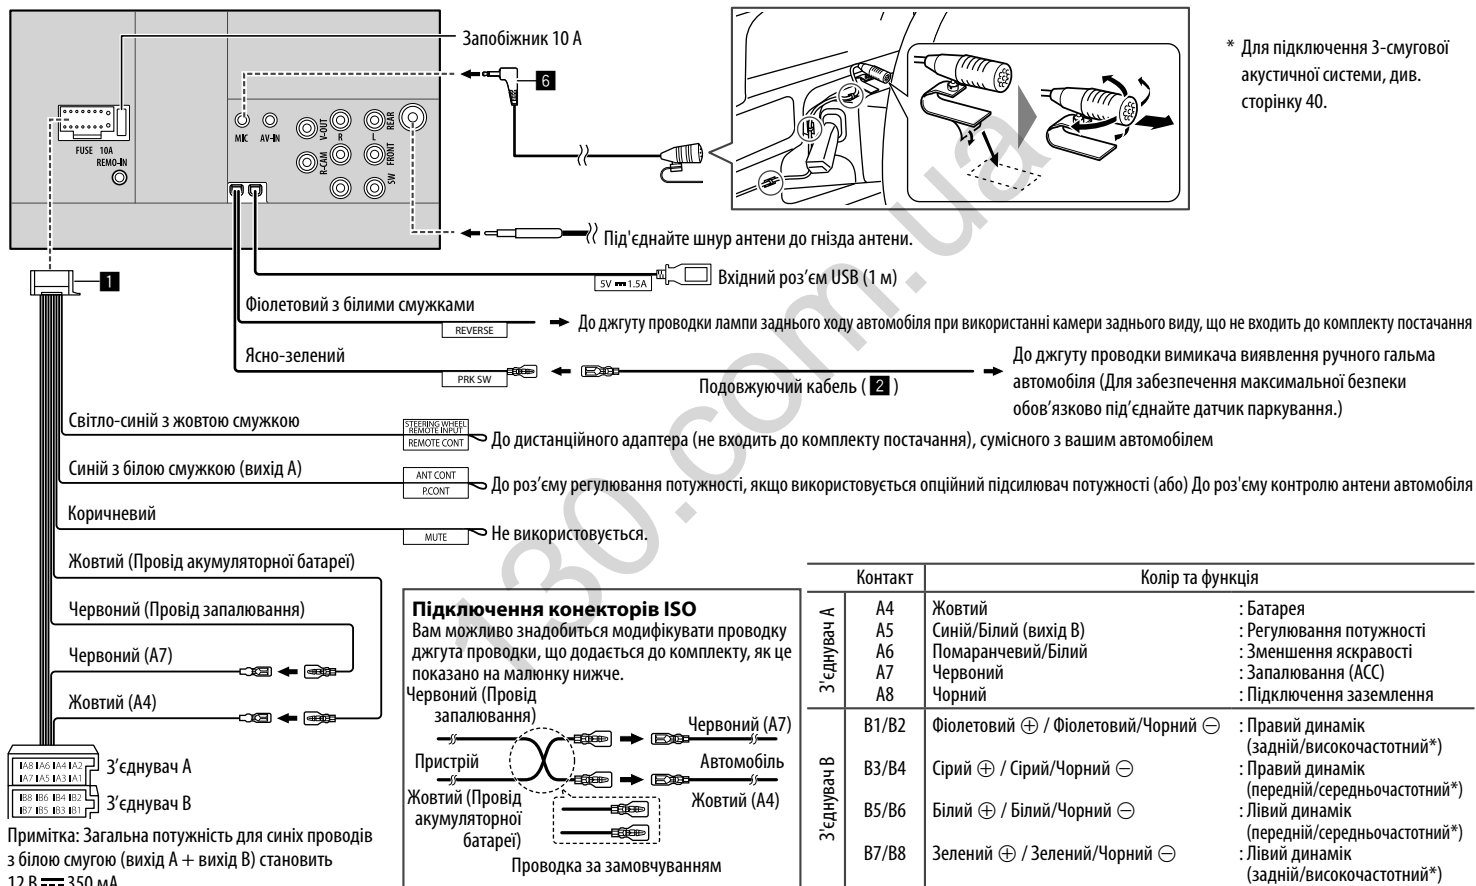 Запобіжник 10 A
6
* Для підключення 3-смугової
акустичної системи, див.
сторінку 40.
FUSE 10A
REMO-IN
MIC
AV-IN
V-OUT
R-CAM
R
L
REAR
FRONT
SW
Під'єднайте шнур антени до гнізда антени.
5V 1.5A
Вхідний роз'єм USB (1 м)
1
Фіолетовий з білими смужками
REVERSE
До джгуту проводки лампи заднього ходу автомобіля при використанні камери заднього виду, що не входить до комплекту постачання
Ясно-зелений
PRK SW
Подовжуючий кабель ( 2 )
До джгуту проводки вимикача виявлення ручного гальма
автомобіля (Для забезпечення максимальної безпеки
обов'язково під'єднайте датчик паркування.)
Світло-синій з жовтою смужкою
STEERING WHEEL
REMOTE INPUT
REMOTE CONT
До дистанційного адаптера (не входить до комплекту постачання), сумісного з вашим автомобілем
Синій з білою смужкою (вихід A)
ANT CONT
P.CONT
До роз'єму регулювання потужності, якщо використовується опційний підсилювач потужності (або) До роз'єму контролю антени автомобіля
Коричневий
MUTE
Не використовується.
Жовтий (Провід акумуляторної батареї)
Червоний (Провід запалювання)
Червоний (A7)
Жовтий (A4)
A8 A6 A4 A2
A7 A5 A3 A1
З'єднувач A
B8 B6 B4 B2
B7 B5 B3 B1
З'єднувач B
Примітка: Загальна потужність для синіх проводів
з білою смугою (вихід A + вихід B) становить
12 В 350 мА
Підключення конекторів ISO
Вам можливо знадобиться модифікувати проводку
джгута проводки, що додається до комплекту, як це
показано на малюнку нижче.
Червоний (Провід
запалювання)
Червоний (A7)
Пристрій
Автомобіль
Жовтий (Провід
акумуляторної
батареї)
Жовтий (A4)
Проводка за замовчуванням
Контакт
Колір та функція
З'єднувач A
A4 Жовтий : Батарея
A5 Синій/Білий (вихід B) : Регулювання потужності
A6 Помаранчевий/Білий : Зменшення яскравості
A7 Червоний : Запалювання (ACC)
A8 Чорний : Підключення заземлення
З'єднувач B
B1/B2 Фіолетовий ⊕ / Фіолетовий/Чорний ⊖ : Правий динамік
(задній/високочастотний*)
B3/B4 Сірий ⊕ / Сірий/Чорний ⊖ : Правий динамік
(передній/середньочастотний*)
B5/B6 Білий ⊕ / Білий/Чорний ⊖ : Лівий динамік
(передній/середньочастотний*)
B7/B8 Зелений ⊕ / Зелений/Чорний ⊖ : Лівий динамік
(задній/високочастотний*)
130.com.ua